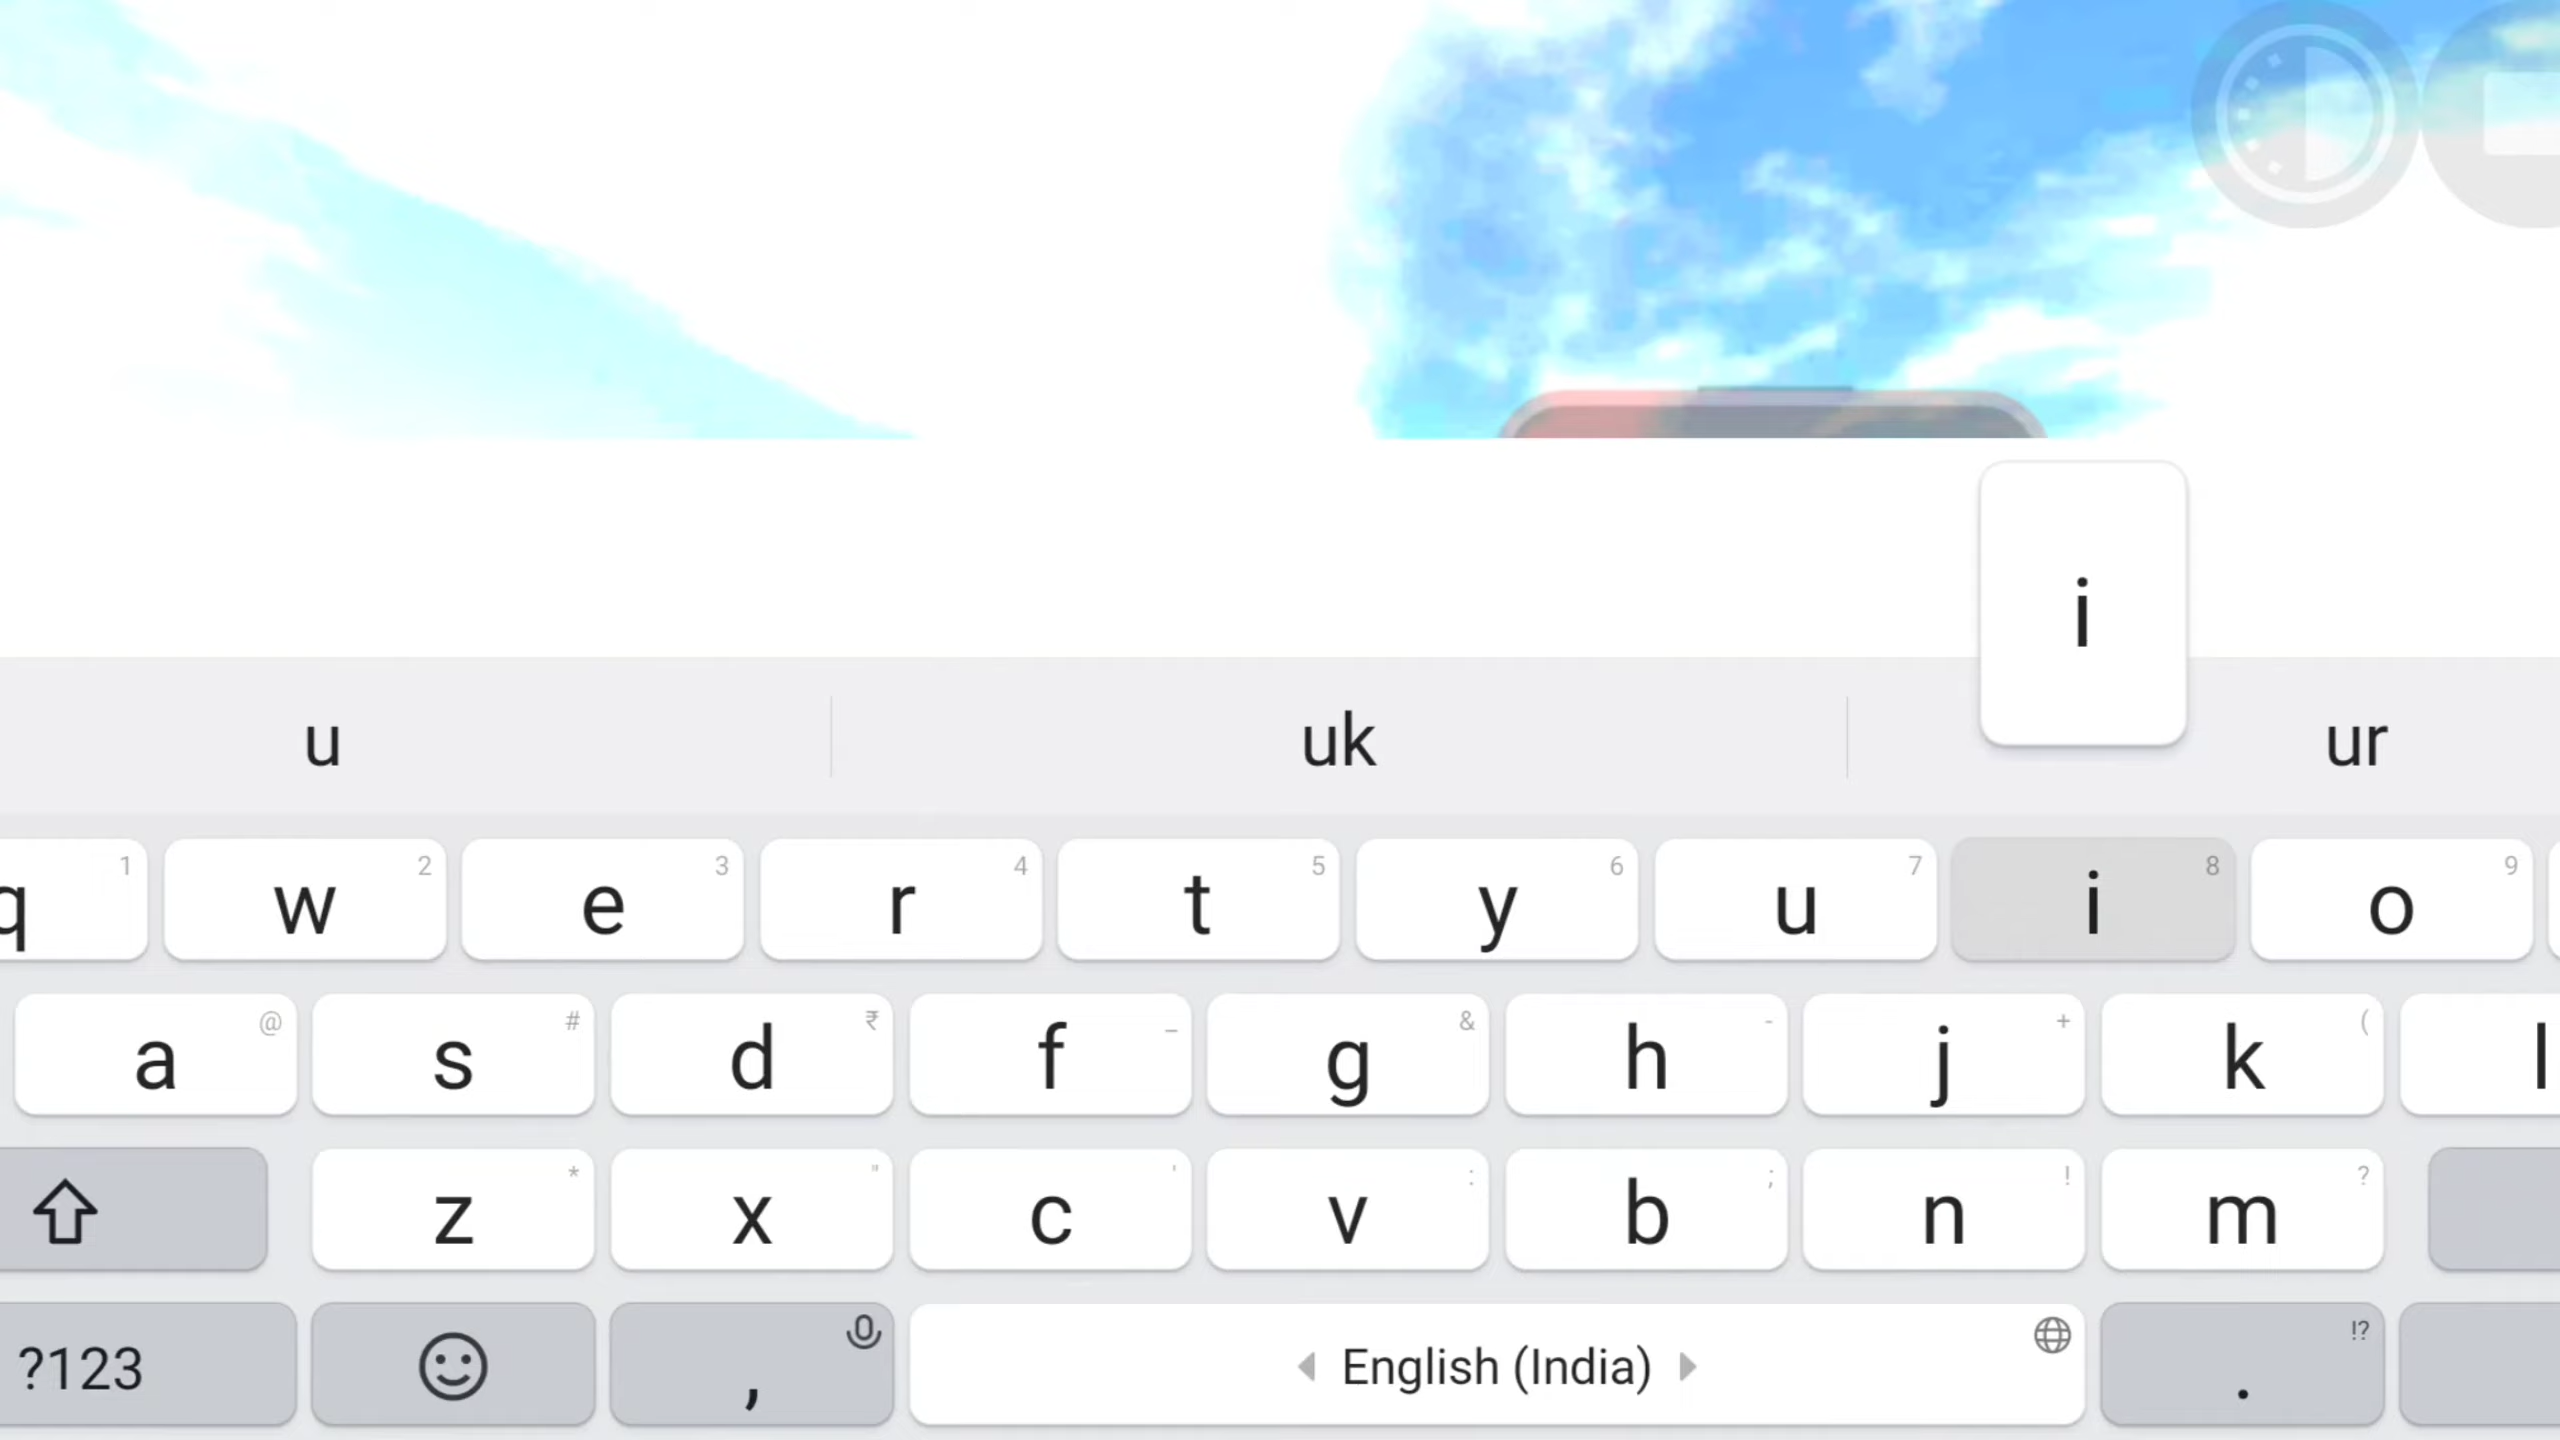 i
u uk ur
q 1 w 2 e 3 r 4 t 5 y 6 u 7 i 8 o 9
a @ s # d ₹ f _ g & h - j + k ( l
z * x " c ' v : b ; n ! m ?
?123 , English (India) . !?